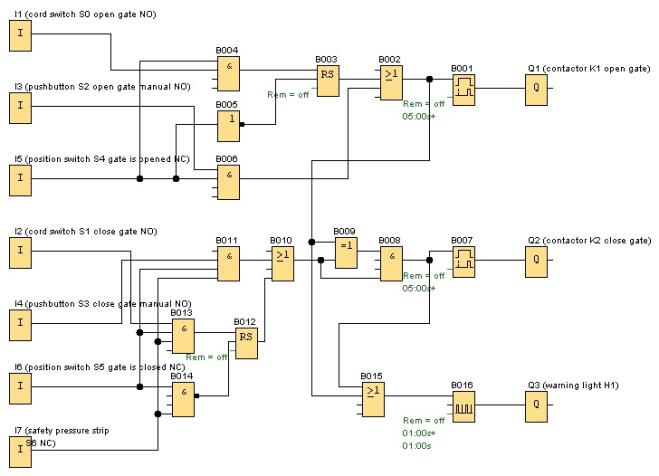 I1 (cord switch S0 open gate NO)
I
B004
&
B003
RS
Rem = off
B002
≥1
B001
Rem = off
05:00s+
Q1 (contactor K1 open gate)
Q
I3 (pushbutton S2 open gate manual NO)
I
B005
1
I5 (position switch S4 gate is opened NC)
I
B006
&
I2 (cord switch S1 close gate NO)
I
B011
&
B010
≥1
B009
=1
B008
&
B007
Rem = off
05:00s+
Q2 (contactor K2 close gate)
Q
I4 (pushbutton S3 close gate manual NO)
I
B013
&
B012
RS
Rem = off
I6 (position switch S5 gate is closed NC)
I
B014
&
B015
≥1
B016
Rem = off
01:00s+
01:00s
Q3 (warning light H1)
Q
I7 (safety pressure strip
S6 NC)
I